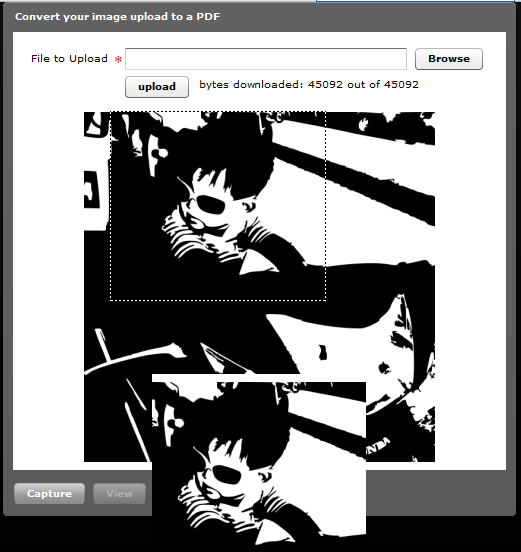 Convert your image upload to a PDF
File to Upload * Browse
upload bytes downloaded: 45092 out of 45092
Capture View